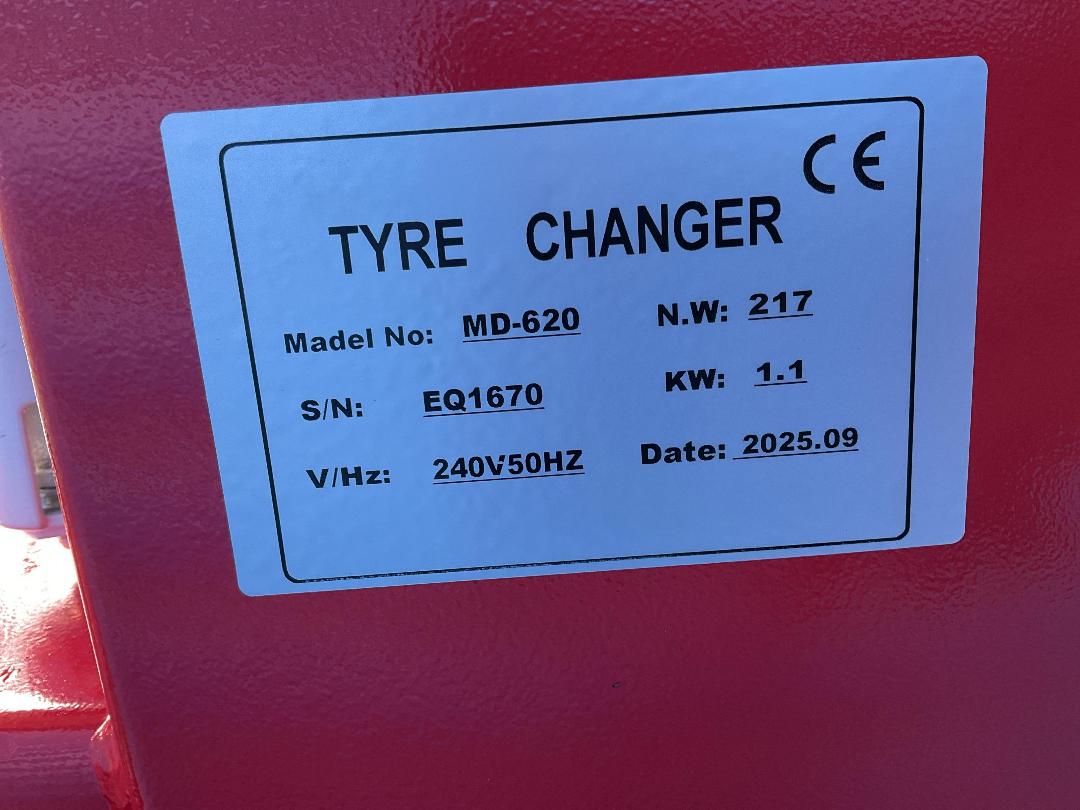 CE
TYRE CHANGER
Madel No: MD-620 N.W: 217
S/N: EQ1670 KW: 1.1
V/Hz: 240V50HZ Date: 2025.09